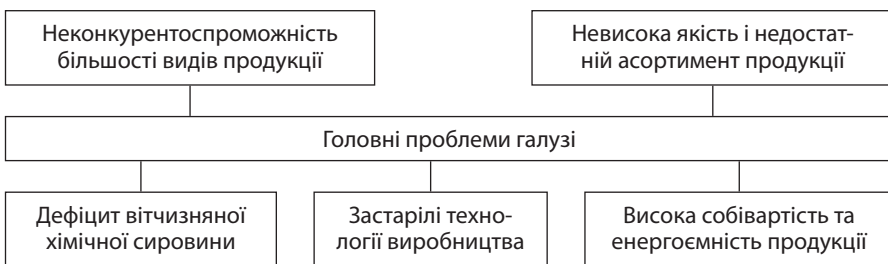 Неконкурентоспроможність
більшості видів продукції
Невисока якість і недостат-
ній асортимент продукції
Головні проблеми галузі
Дефіцит вітчизняної
хімічної сировини
Застарілі техно-
логії виробництва
Висока собівартість та
енергоємність продукції